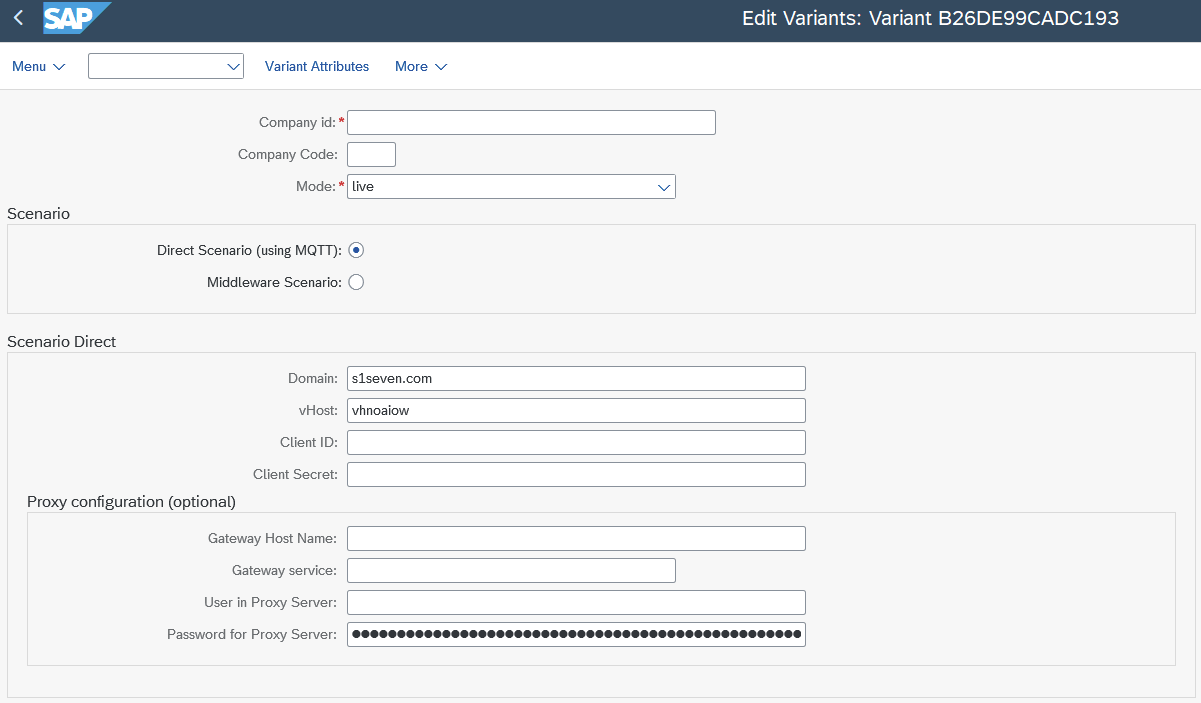 SAP
Edit Variants: Variant B26DE99CADC193
Menu
Variant Attributes
More
Company id:*
Company Code:
Mode:* live
Scenario
Direct Scenario (using MQTT):
Middleware Scenario:
Scenario Direct
Domain: s1seven.com
vHost: vhnoaiow
Client ID:
Client Secret:
Proxy configuration (optional)
Gateway Host Name:
Gateway service:
User in Proxy Server:
Password for Proxy Server: